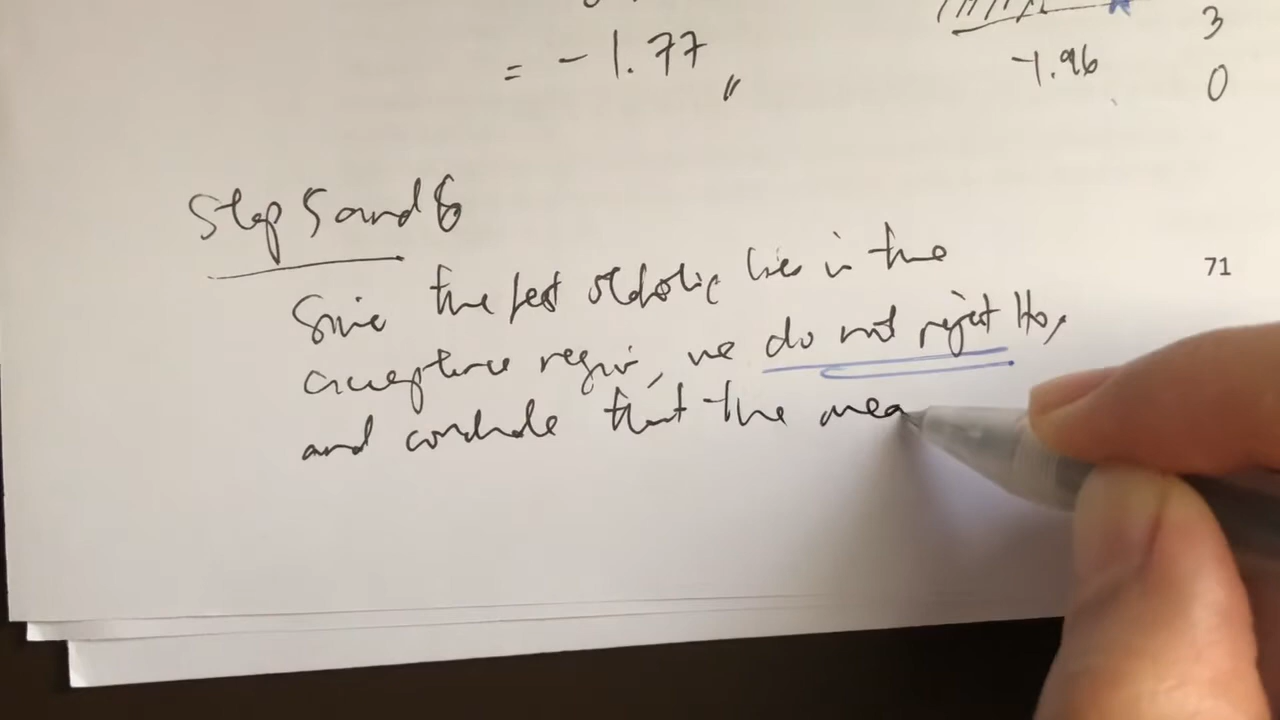 = -1.77
-1.96
3
0
Step 5 and 6
71
Since the test statistic lies in the
acceptance region, we do not reject Ho,
and conclude that the mea